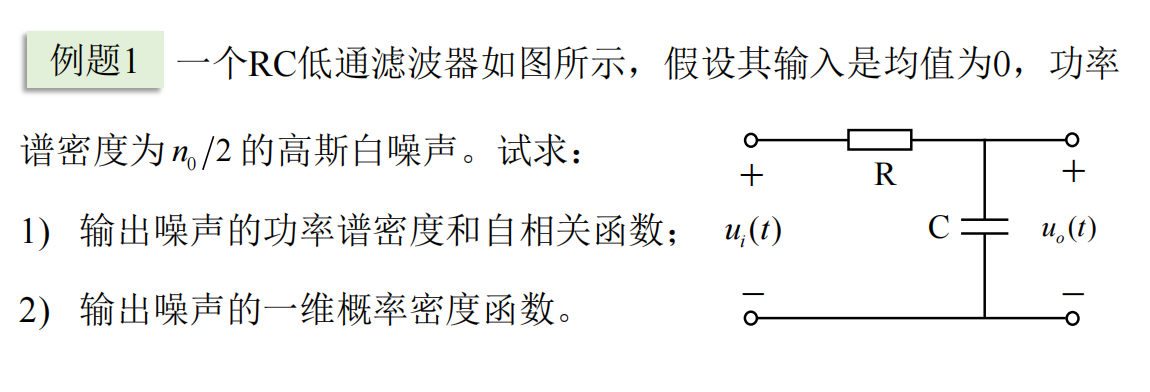 例题1 一个RC低通滤波器如图所示，假设其输入是均值为0，功率
谱密度为 n₀/2 的高斯白噪声。试求：
1) 输出噪声的功率谱密度和自相关函数；
2) 输出噪声的一维概率密度函数。
+ R +
uᵢ(t) C uₒ(t)
− −